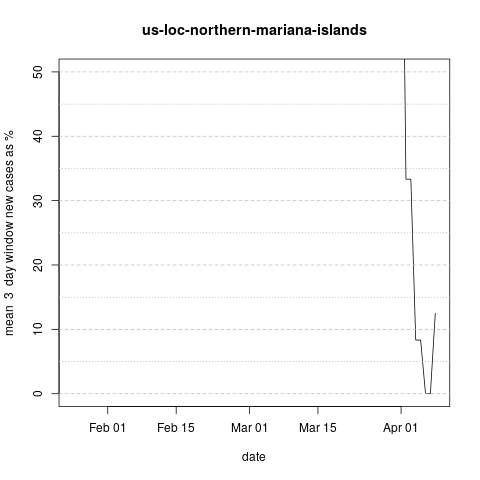 us-loc-northern-mariana-islands
mean 3 day window new cases as %
50
40
30
20
10
0
Feb 01 Feb 15 Mar 01 Mar 15 Apr 01
date